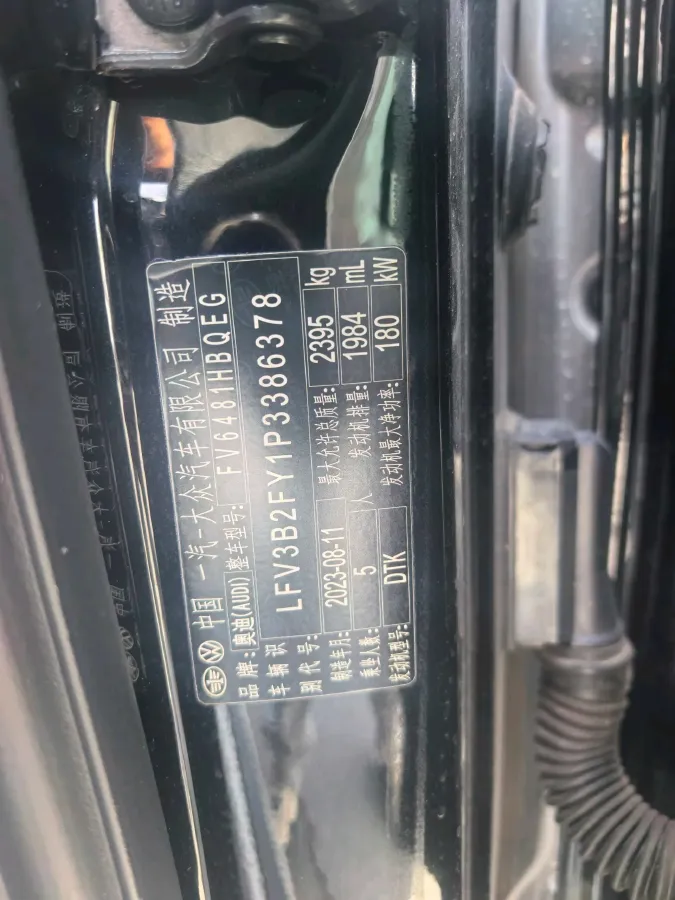 中国 一汽-大众汽车有限公司 制造
品牌: 奥迪(AUDI) 整车型号: FV6481HBQEG
车辆识别代号: LFV3B2FY1P3386378
制造年月: 2023-08-11 最大允许总质量: 2395 kg
乘坐人数: 5 人 发动机排量: 1984 mL
发动机型号: DTK 发动机最大净功率: 180 kW